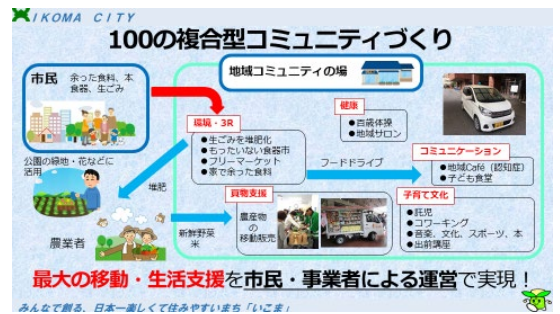 IKOMA CITY
100の複合型コミュニティづくり
市民
余った食料、本
食器、生ごみ
地域コミュニティの場
環境・3R
●生ごみを堆肥化
●もったいない食器市
●フリーマーケット
●家で余った食料
健康
●百歳体操
●地域サロン
フードドライブ
コミュニケーション
●地域Café（認知症）
●子ども食堂
公園の緑地・花などに
活用
堆肥
農業者
新鮮野菜
米
買物支援
農産物
の
移動販売
子育て文化
●託児
●コワーキング
●音楽、文化、スポーツ、本
●出前講座
最大の移動・生活支援を市民・事業者による運営で実現！
みんなで創る、日本一楽しくて住みやすいまち「いこま」